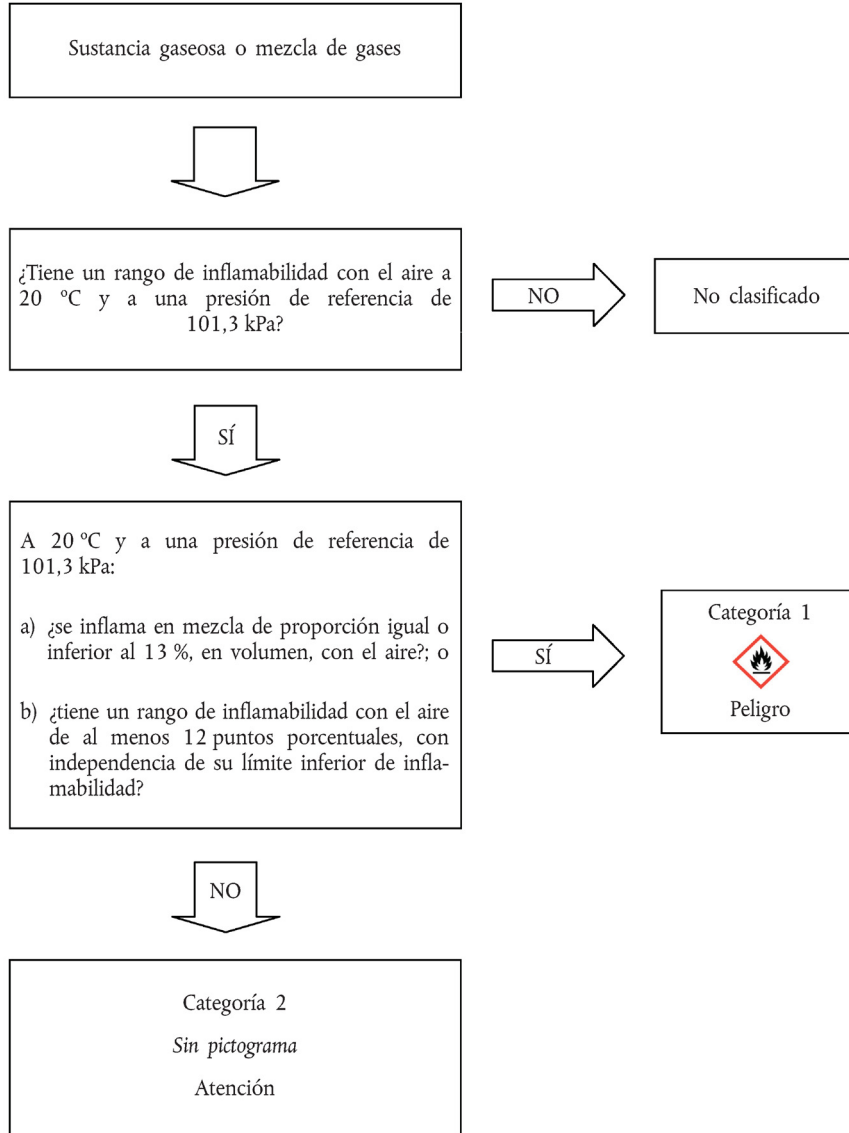 Sustancia gaseosa o mezcla de gases
¿Tiene un rango de inflamabilidad con el aire a
20 ºC y a una presión de referencia de
101,3 kPa?
NO
No clasificado
SÍ
A 20 ºC y a una presión de referencia de
101,3 kPa:
a) ¿se inflama en mezcla de proporción igual o
inferior al 13 %, en volumen, con el aire?; o
b) ¿tiene un rango de inflamabilidad con el aire
de al menos 12 puntos porcentuales, con
independencia de su límite inferior de infla-
mabilidad?
SÍ
Categoría 1
Peligro
NO
Categoría 2
Sin pictograma
Atención